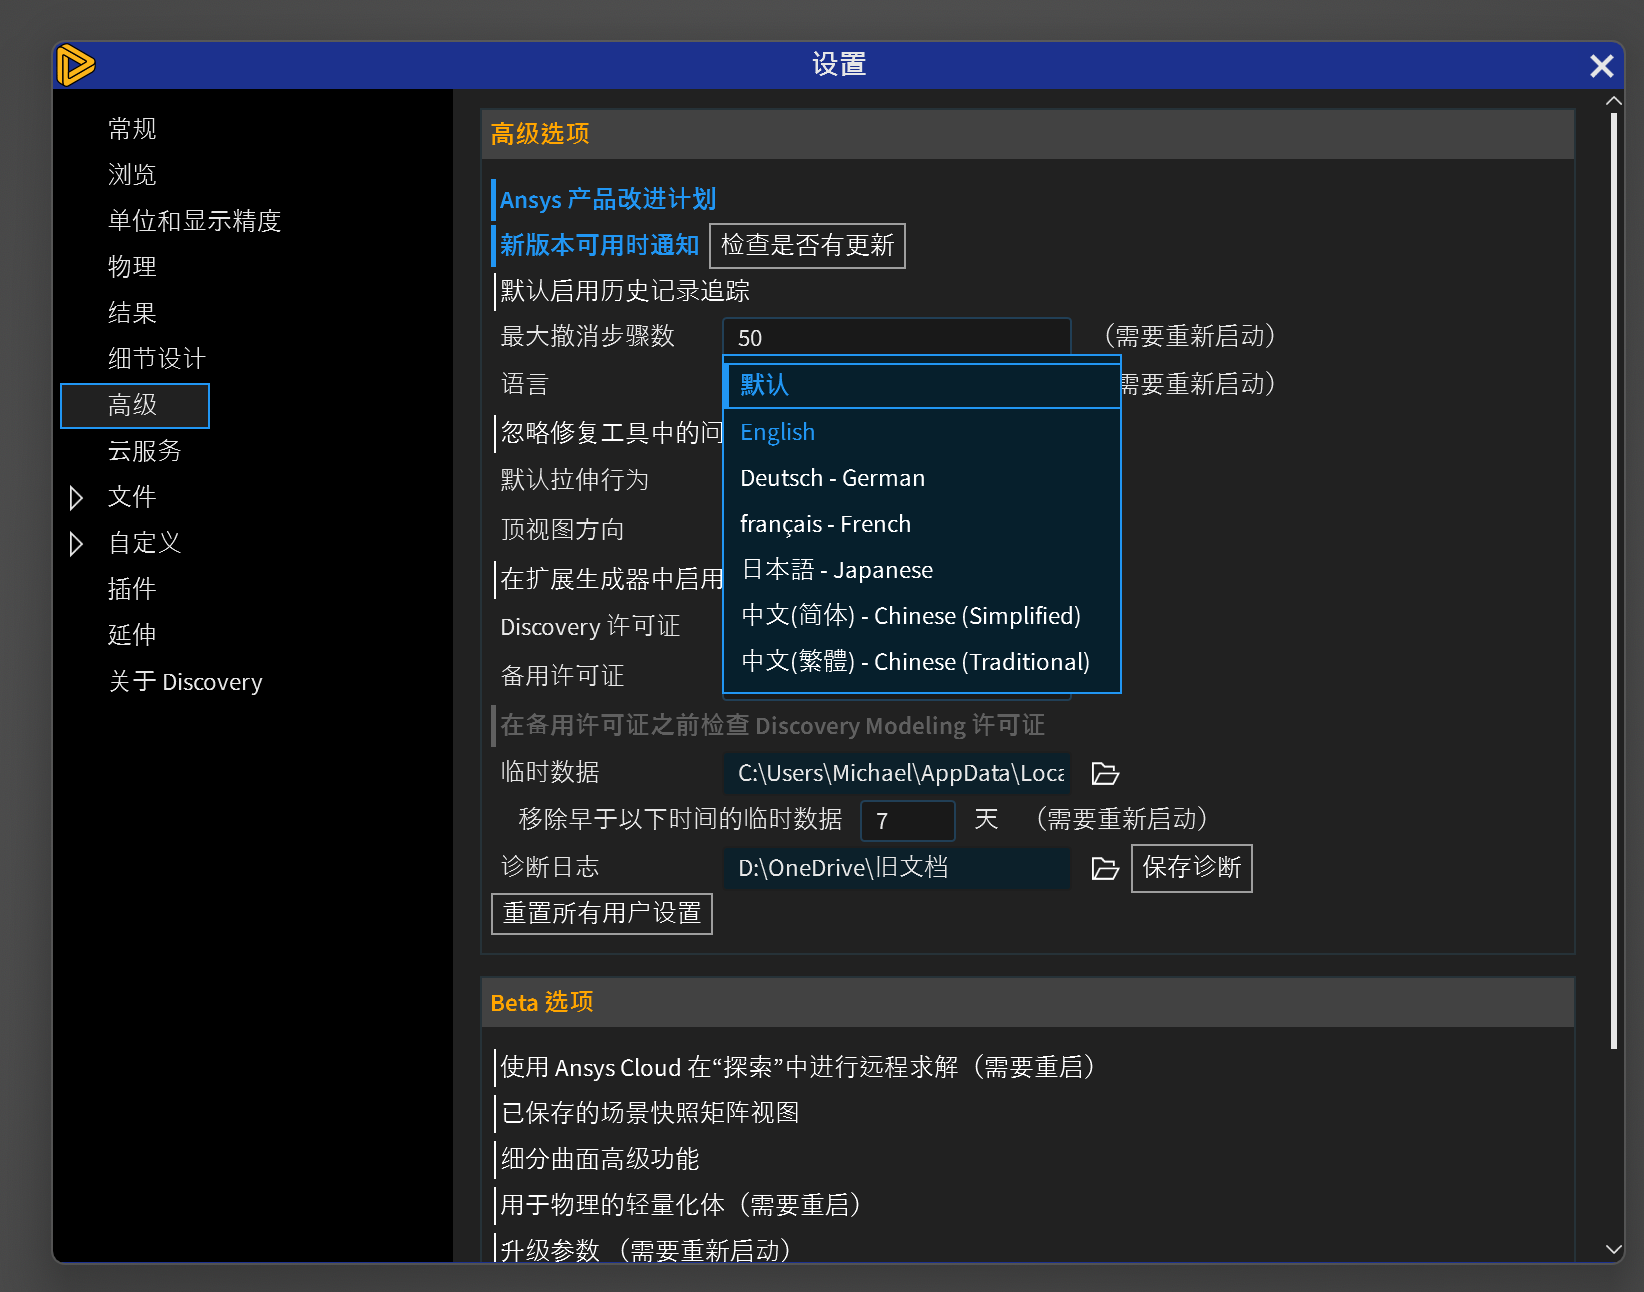 设置
常规
浏览
单位和显示精度
物理
结果
细节设计
高级
云服务
文件
自定义
插件
延伸
关于 Discovery
高级选项
Ansys 产品改进计划
新版本可用时通知 检查是否有更新
默认启用历史记录追踪
最大撤消步骤数 50 （需要重新启动）
语言 需要重新启动）
默认
English
Deutsch - German
français - French
日本語 - Japanese
中文(简体) - Chinese (Simplified)
中文(繁體) - Chinese (Traditional)
忽略修复工具中的问
默认拉伸行为
顶视图方向
在扩展生成器中启用
Discovery 许可证
备用许可证
在备用许可证之前检查 Discovery Modeling 许可证
临时数据 C:\Users\Michael\AppData\Loca
移除早于以下时间的临时数据 7 天 （需要重新启动）
诊断日志 D:\OneDrive\旧文档 保存诊断
重置所有用户设置
Beta 选项
使用 Ansys Cloud 在“探索”中进行远程求解（需要重启）
已保存的场景快照矩阵视图
细分曲面高级功能
用于物理的轻量化体（需要重启）
升级参数 （需要重新启动）